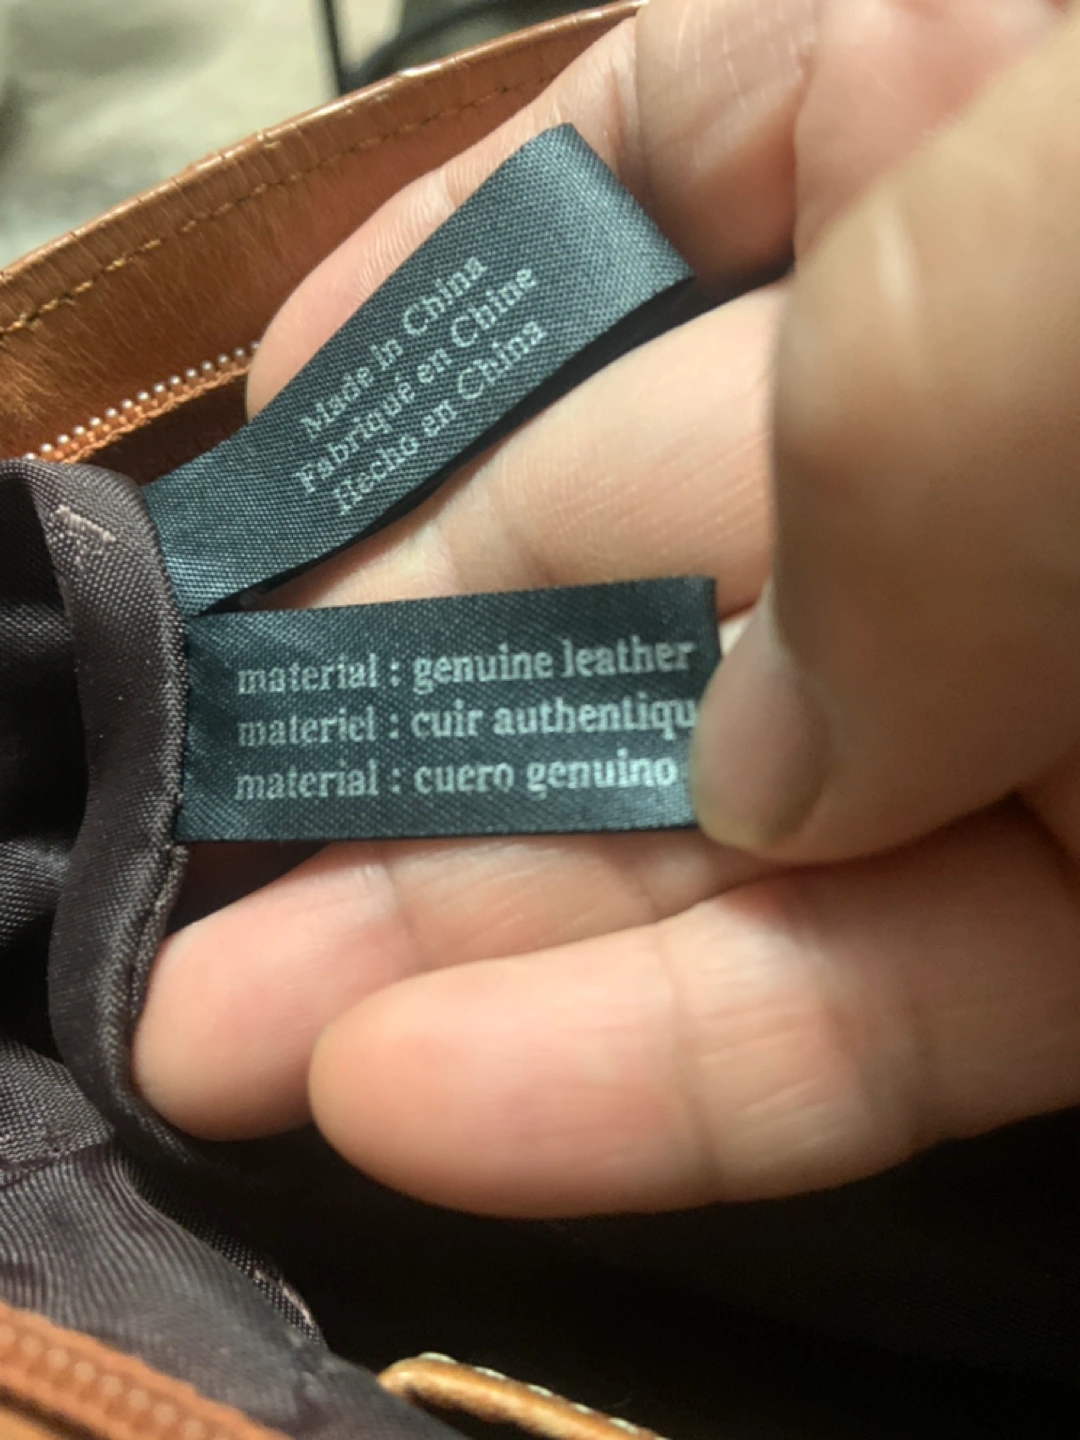 Made In China
Fabriqué en Chine
Hecho en China
material : genuine leather
materiel : cuir authentiqu
material : cuero genuino